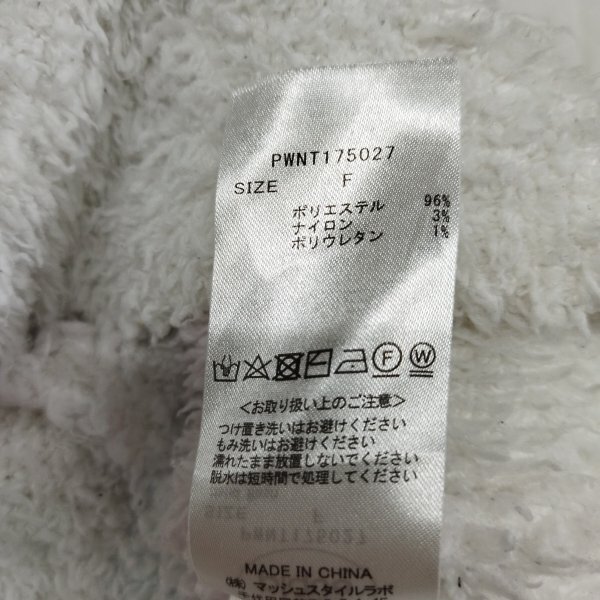 PWNT175027
SIZE F
ポリエステル 96%
ナイロン 3%
ポリウレタン 1%
F W
<お取り扱い上のご注意>
つけ置き洗いはお避けください
もみ洗いはお避けください
濡れたまま放置しないでください
脱水は短時間で処理してください
MADE IN CHINA
(株)マッシュスタイルラボ